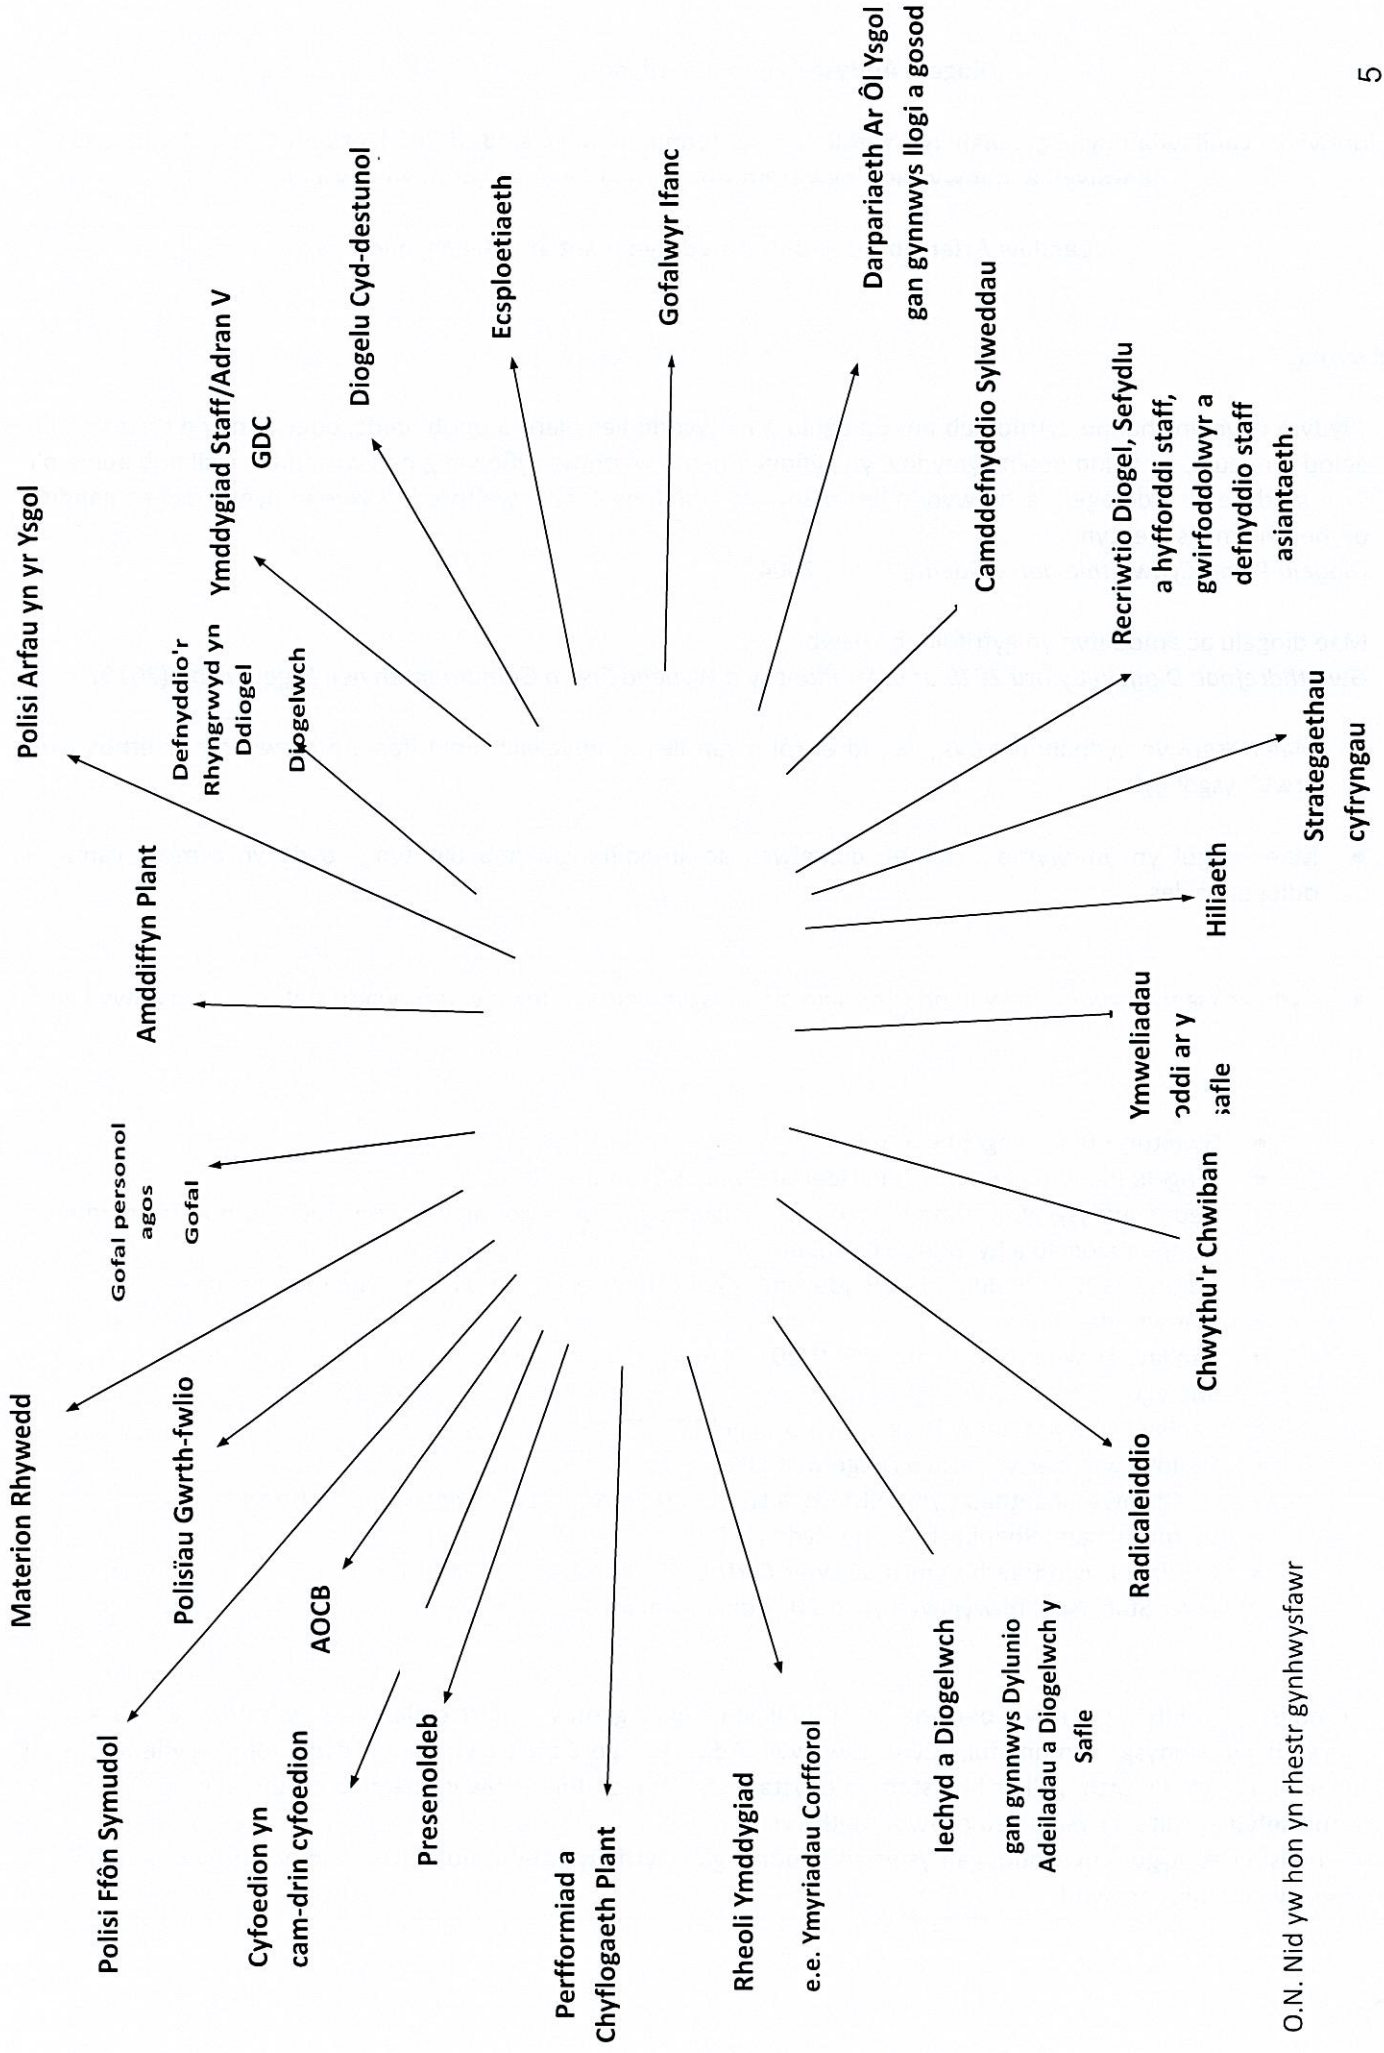 Polisi Arfau yn yr Ysgol
Materion Rhywedd
Polisi Ffôn Symudol
Gofal personol
agos
Gofal
Amddiffyn Plant
Defnyddio'r
Rhyngrwyd yn
Ddiogel
Diogelwch
Ymddygiad Staff/Adran V
GDC
Polisïau Gwrth-fwlio
Cyfoedion yn
cam-drin cyfoedion
AOCB
Diogelu Cyd-destunol
Presenoldeb
Ecsploetiaeth
Perfformiad a
Chyflogaeth Plant
Gofalwyr Ifanc
Rheoli Ymddygiad
e.e. Ymyriadau Corfforol
Darpariaeth Ar Ôl Ysgol
gan gynnwys llogi a gosod
Iechyd a Diogelwch
gan gynnwys Dylunio
Adeiladau a Diogelwch y
Safle
Camddefnyddio Sylweddau
Radicaleiddio
Chwythu'r Chwiban
Ymweliadau
oddi ar y
safle
Hiliaeth
Recriwtio Diogel, Sefydlu
a hyfforddi staff,
gwirfoddolwyr a
defnyddio staff
asiantaeth.
Strategaethau
cyfryngau
O.N. Nid yw hon yn rhestr gynhwysfawr
5